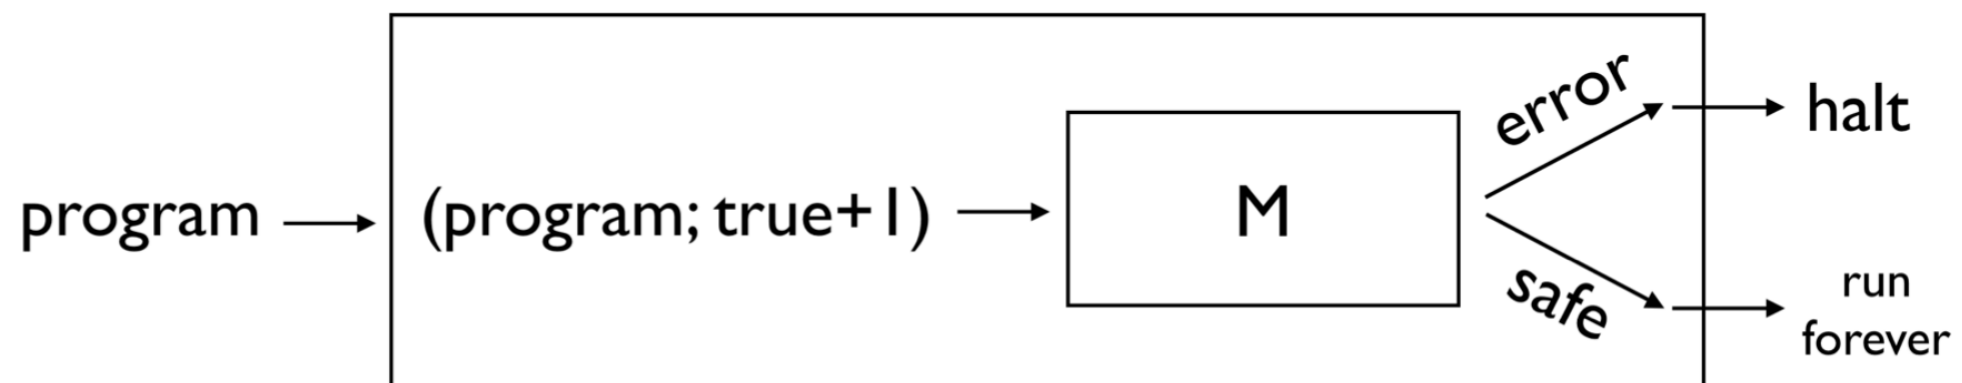 program
(program; true+1)
M
error
safe
halt
run
forever